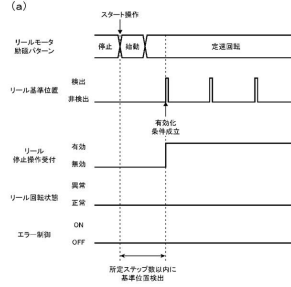 (a)
スタート操作
リールモータ
励磁パターン
停止
始動
定速回転
リール基準位置
検出
非検出
有効化
条件成立
リール
停止操作受付
有効
無効
リール回転状態
異常
正常
エラー制御
ON
OFF
所定ステップ数以内に
基準位置検出